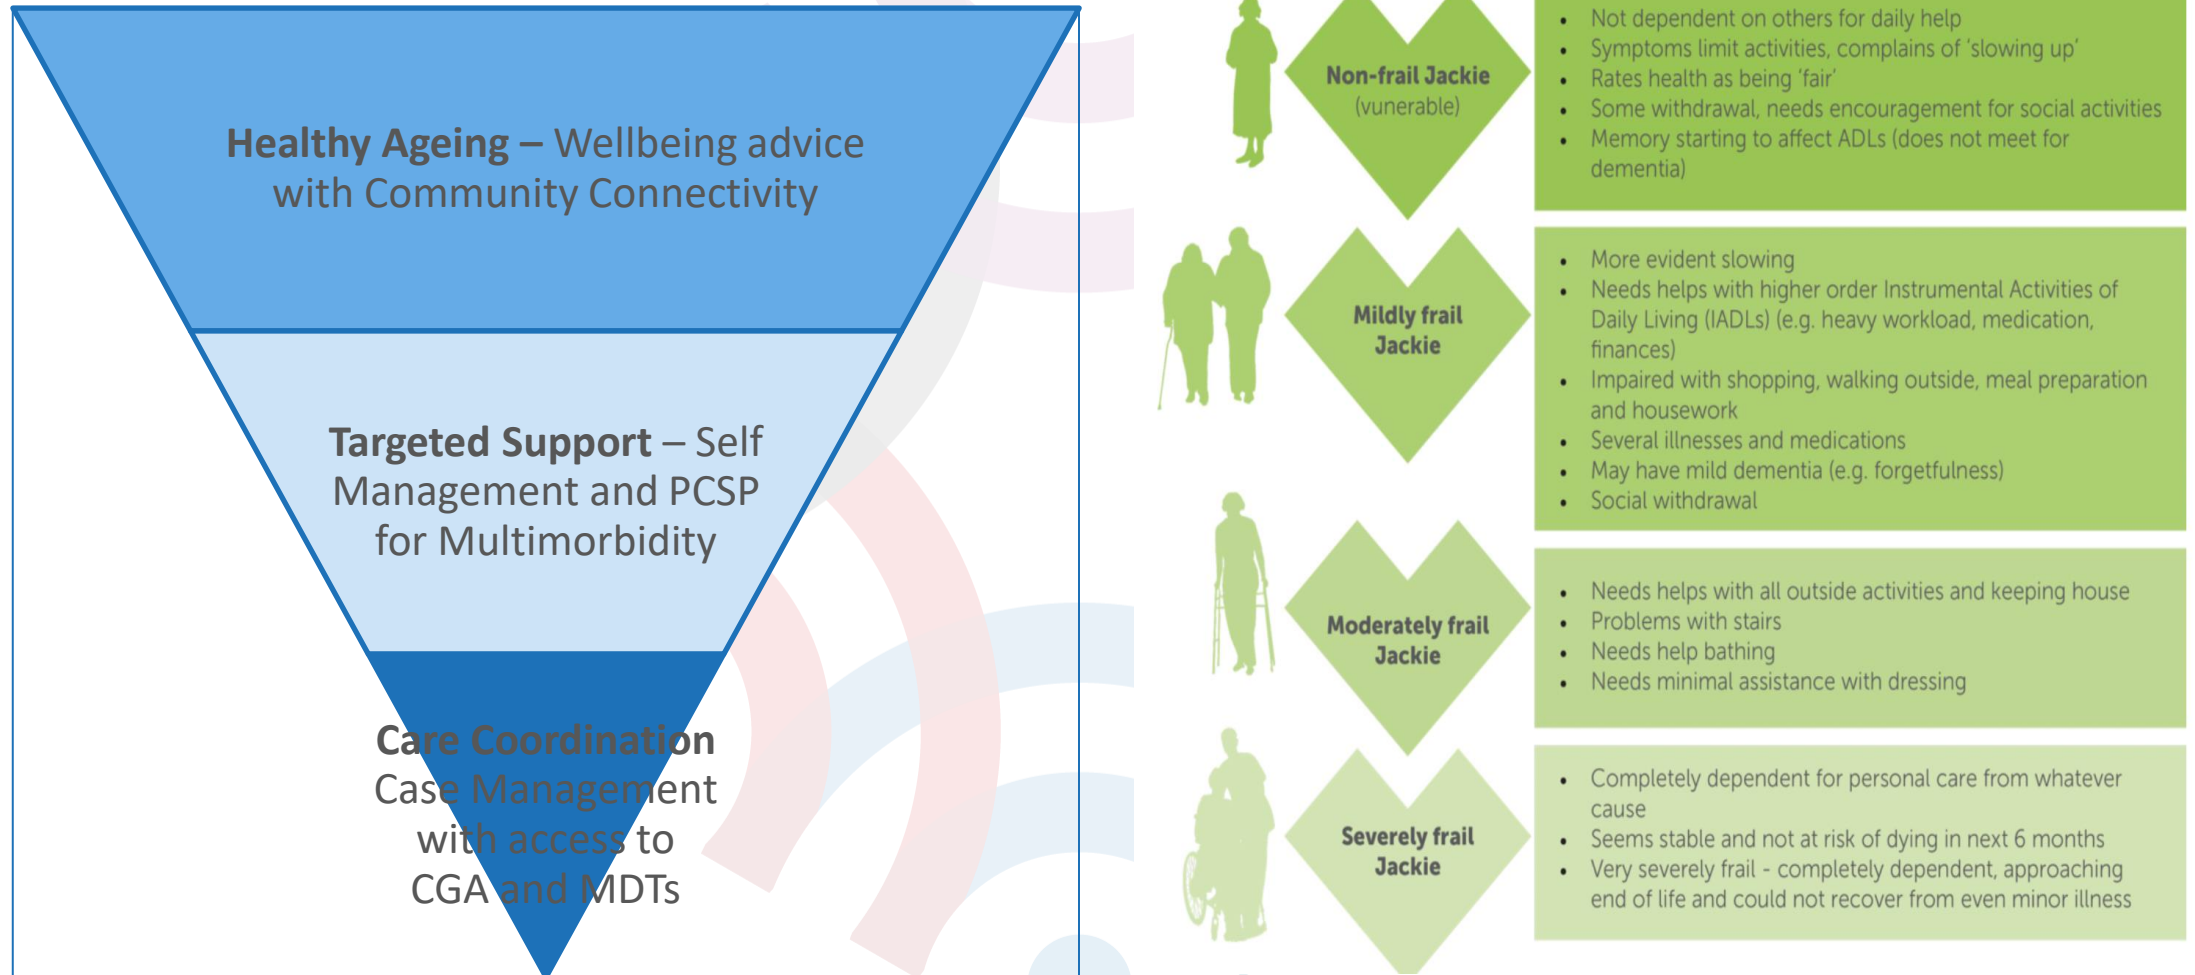 Healthy Ageing – Wellbeing advice
with Community Connectivity
Targeted Support – Self
Management and PCSP
for Multimorbidity
Care Coordination
Case Management
with access to
CGA and MDTs
Non-frail Jackie
(vunerable)
• Not dependent on others for daily help
• Symptoms limit activities, complains of ‘slowing up’
• Rates health as being ‘fair’
• Some withdrawal, needs encouragement for social activities
• Memory starting to affect ADLs (does not meet for
dementia)
Mildly frail
Jackie
• More evident slowing
• Needs helps with higher order Instrumental Activities of
Daily Living (IADLs) (e.g. heavy workload, medication,
finances)
• Impaired with shopping, walking outside, meal preparation
and housework
• Several illnesses and medications
• May have mild dementia (e.g. forgetfulness)
• Social withdrawal
Moderately frail
Jackie
• Needs helps with all outside activities and keeping house
• Problems with stairs
• Needs help bathing
• Needs minimal assistance with dressing
Severely frail
Jackie
• Completely dependent for personal care from whatever
cause
• Seems stable and not at risk of dying in next 6 months
• Very severely frail - completely dependent, approaching
end of life and could not recover from even minor illness